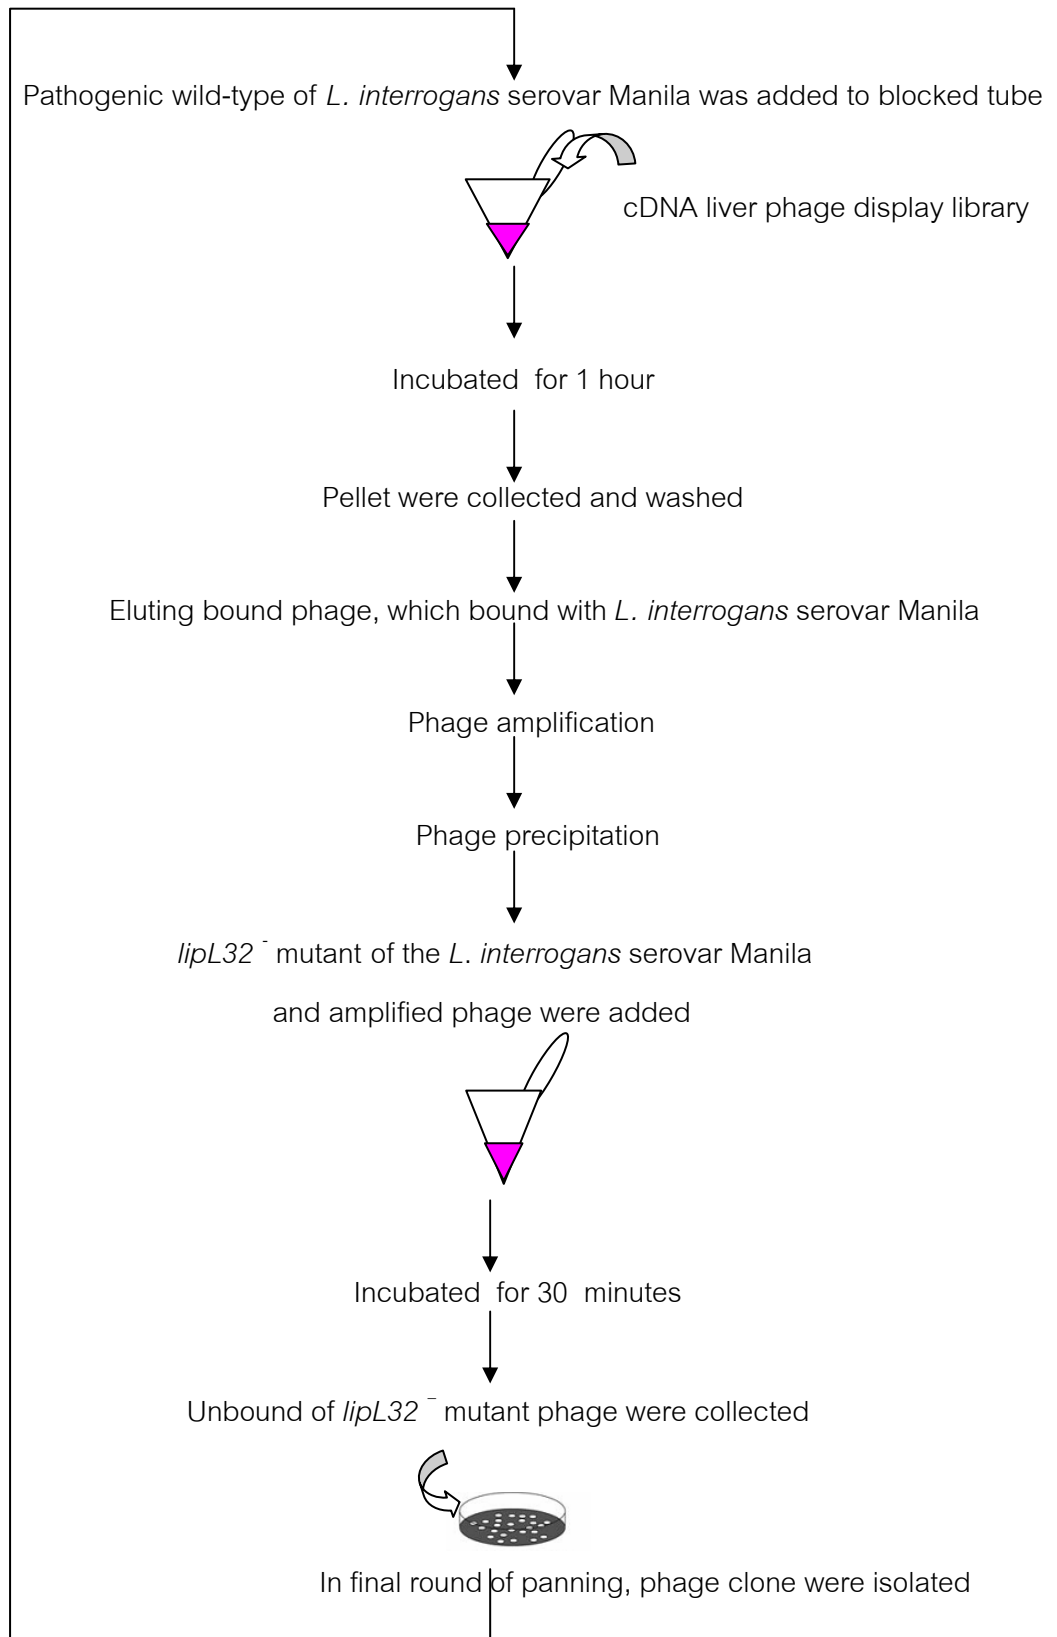 Pathogenic wild-type of L. interrogans serovar Manila was added to blocked tube
cDNA liver phage display library
Incubated for 1 hour
Pellet were collected and washed
Eluting bound phage, which bound with L. interrogans serovar Manila
Phage amplification
Phage precipitation
lipL32 ⁻ mutant of the L. interrogans serovar Manila
and amplified phage were added
Incubated for 30 minutes
Unbound of lipL32 ⁻ mutant phage were collected
In final round of panning, phage clone were isolated